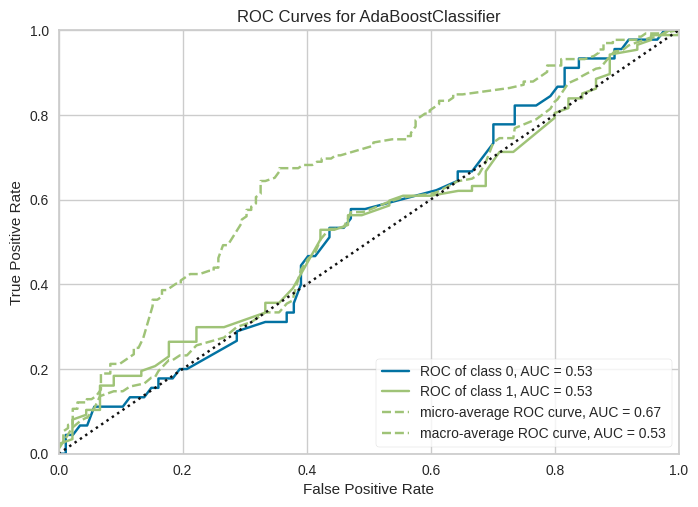 ROC Curves for AdaBoostClassifier
True Positive Rate
1.0
0.8
0.6
0.4
0.2
0.0
ROC of class 0, AUC = 0.53
ROC of class 1, AUC = 0.53
micro-average ROC curve, AUC = 0.67
macro-average ROC curve, AUC = 0.53
0.0 0.2 0.4 0.6 0.8 1.0
False Positive Rate